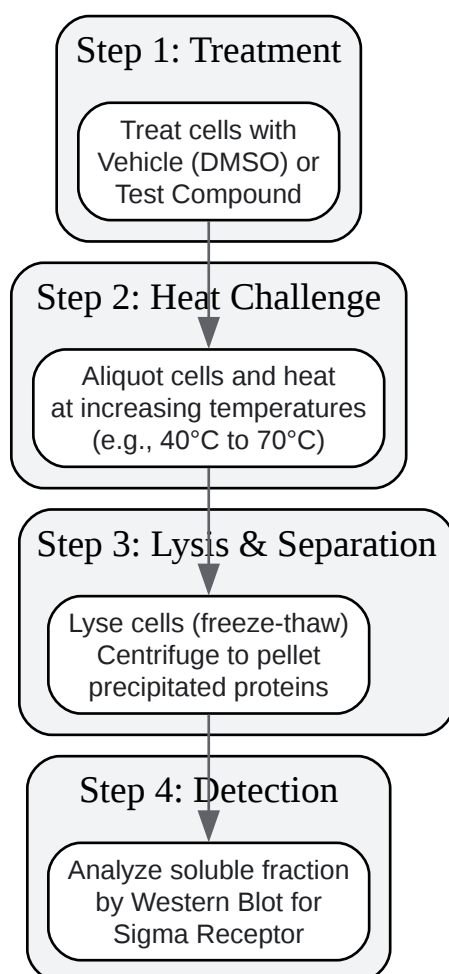 Step 1: Treatment
Treat cells with
Vehicle (DMSO) or
Test Compound
Step 2: Heat Challenge
Aliquot cells and heat
at increasing temperatures
(e.g., 40°C to 70°C)
Step 3: Lysis & Separation
Lyse cells (freeze-thaw)
Centrifuge to pellet
precipitated proteins
Step 4: Detection
Analyze soluble fraction
by Western Blot for
Sigma Receptor